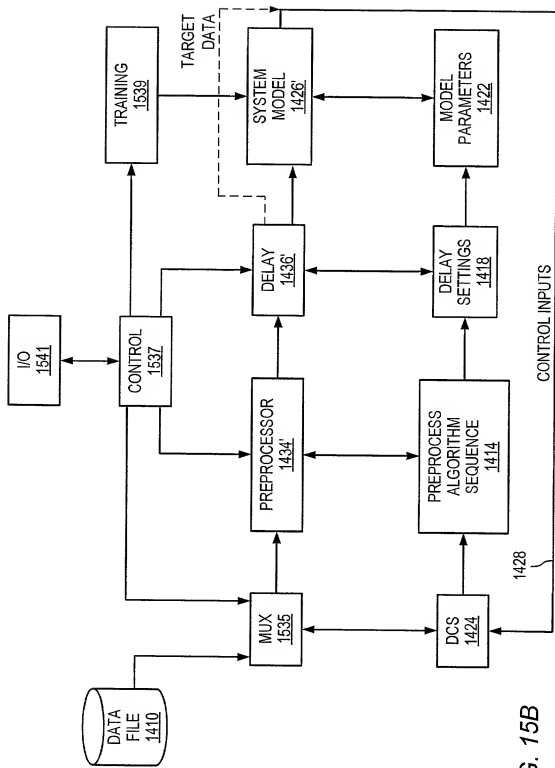 I/O
1541
CONTROL
1537
TRAINING
1539
TARGET
DATA
DATA
FILE
1410
MUX
1535
PREPROCESSOR
1434'
DELAY
1436'
SYSTEM
MODEL
1426'
DCS
1424
PREPROCESS
ALGORITHM
SEQUENCE
1414
DELAY
SETTINGS
1418
MODEL
PARAMETERS
1422
1428
CONTROL INPUTS
G. 15B